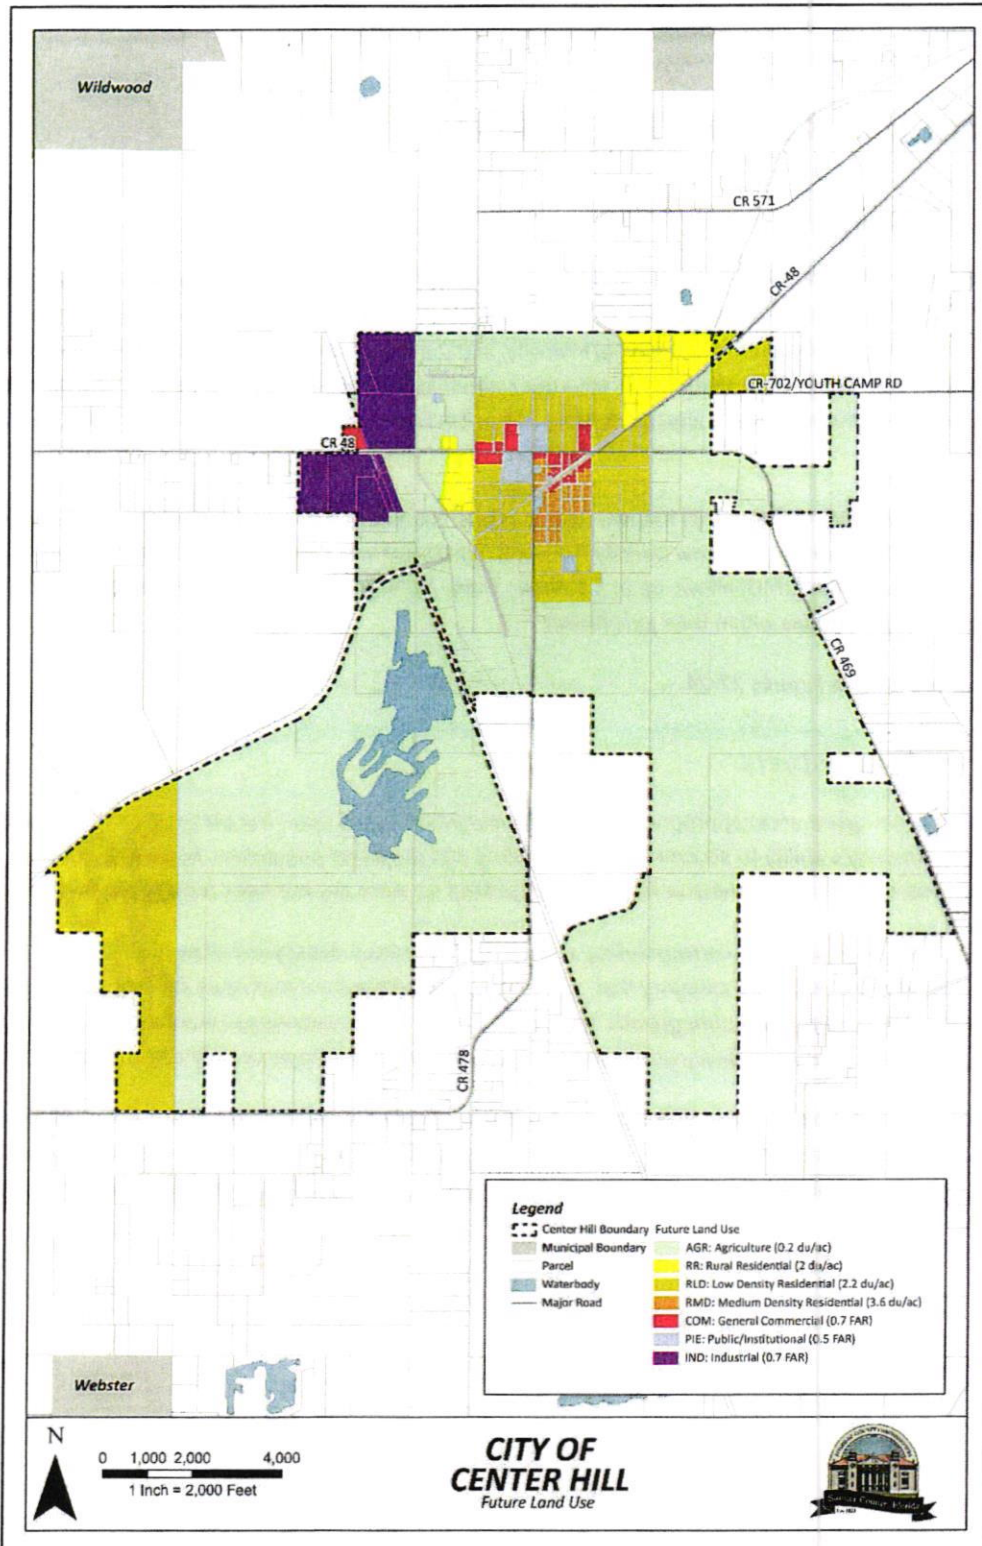 Wildwood
CR 571
CR-48
CR-702/YOUTH CAMP RD
CR 48
CR 469
CR 478
Legend
Center Hill Boundary
Municipal Boundary
Parcel
Waterbody
Major Road
Future Land Use
AGR: Agriculture (0.2 du/ac)
RR: Rural Residential (2 du/ac)
RLD: Low Density Residential (2.2 du/ac)
RMD: Medium Density Residential (3.6 du/ac)
COM: General Commercial (0.7 FAR)
PIE: Public/Institutional (0.5 FAR)
IND: Industrial (0.7 FAR)
Webster
N
0 1,000 2,000 4,000
1 Inch = 2,000 Feet
CITY OF
CENTER HILL
Future Land Use
Sumter County, Florida